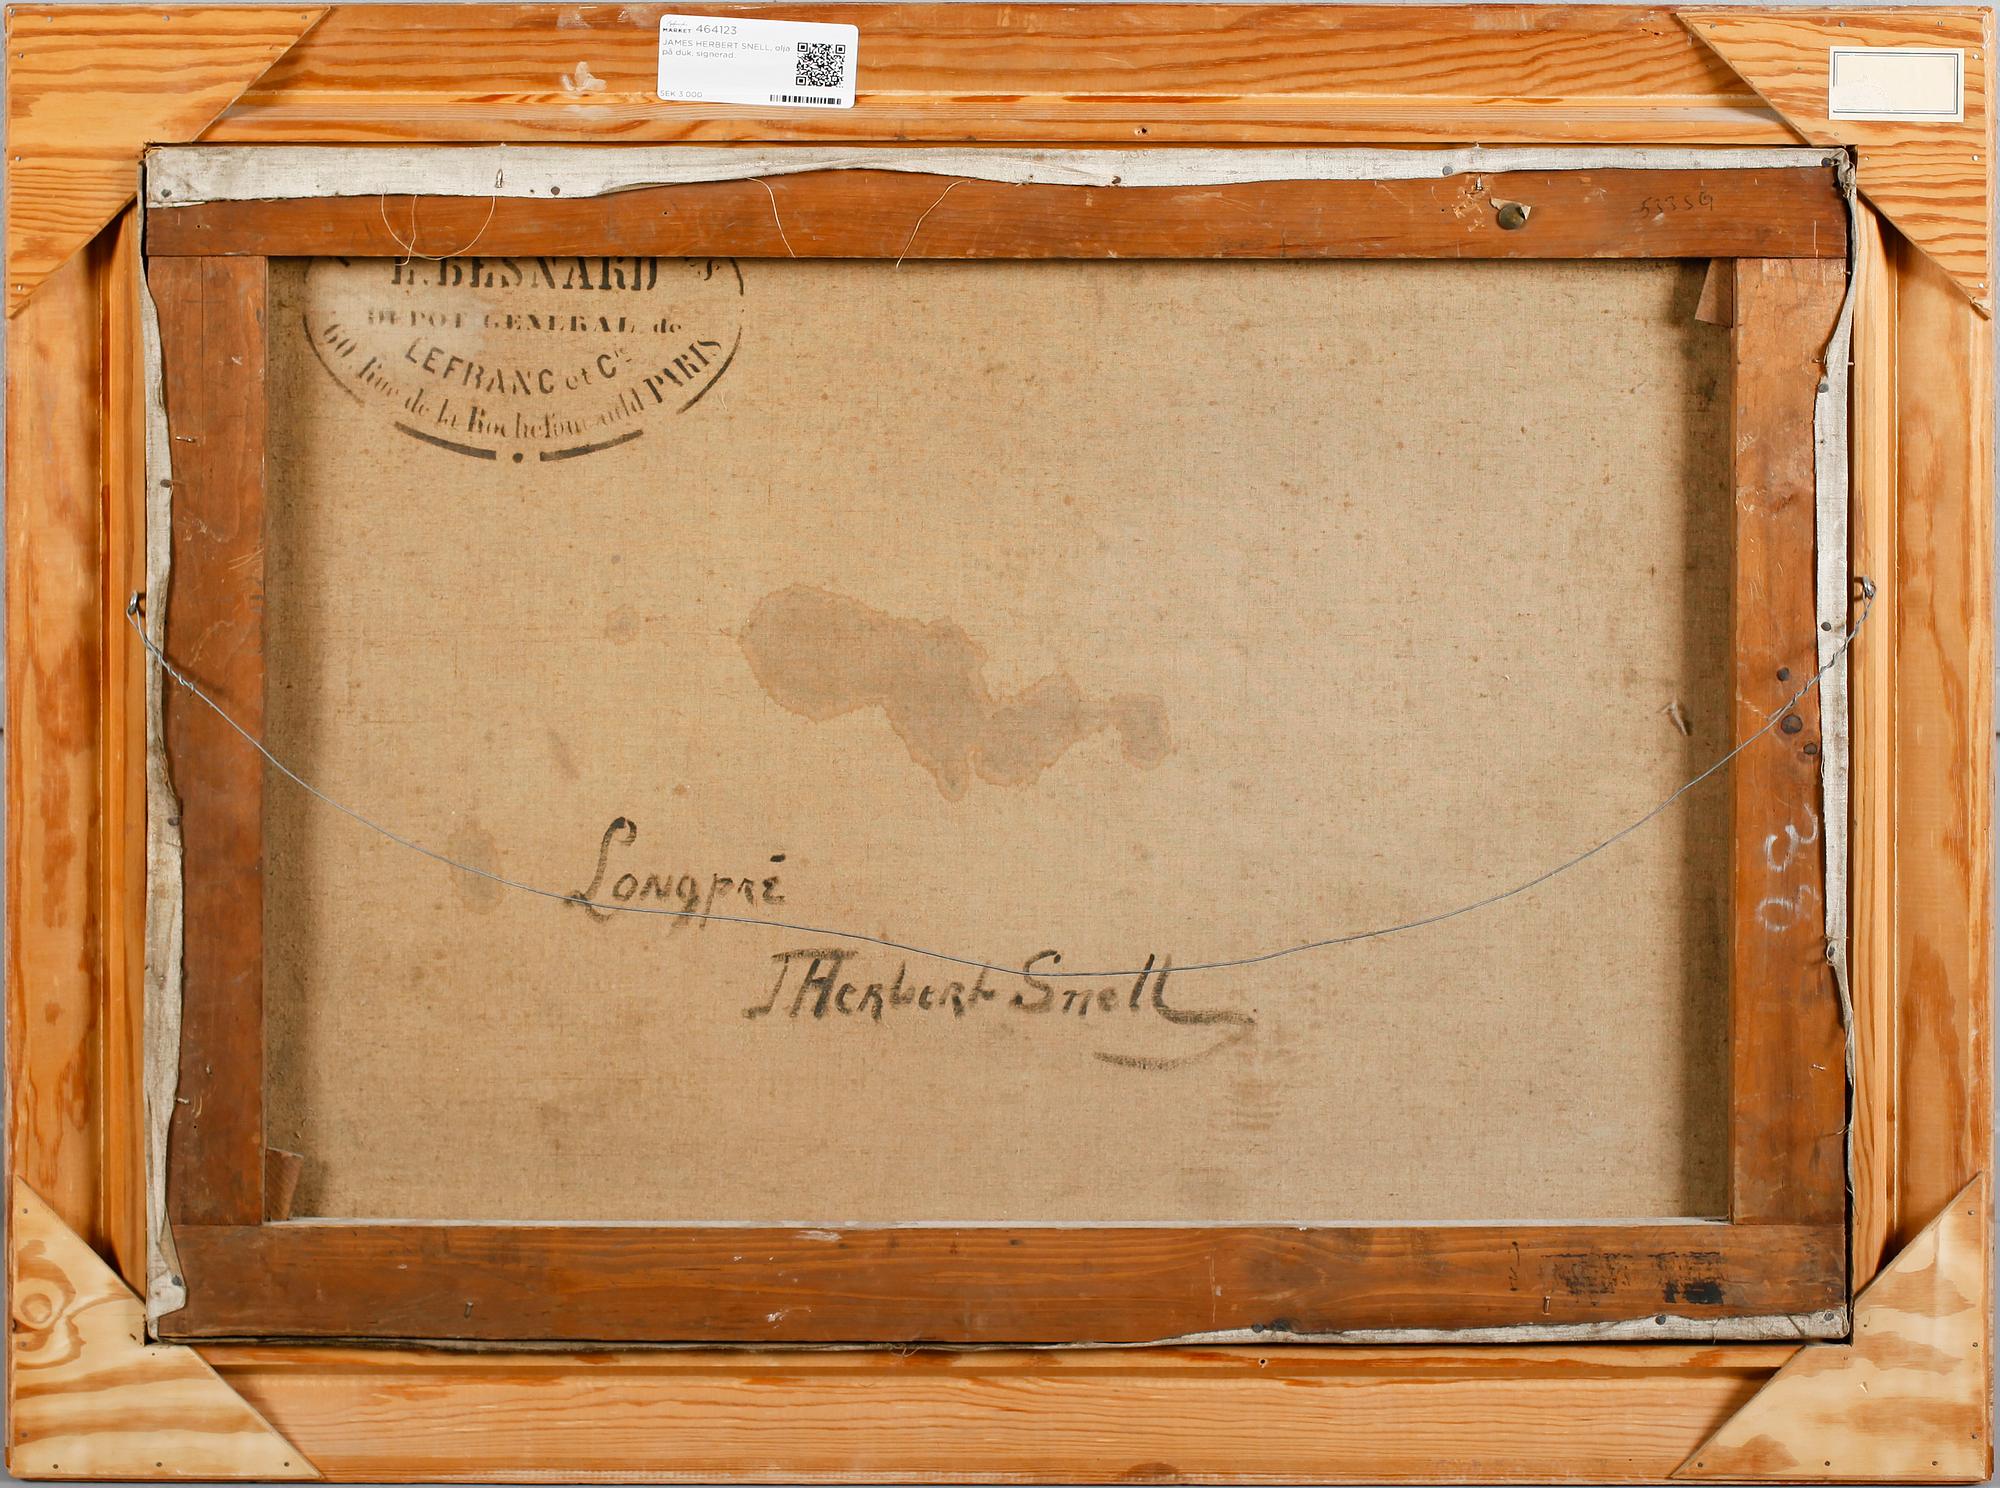 MARKET 464123
JAMES HERBERT SNELL, olja
på duk, signerad.
SEK 3 000
53359
E. BESNARD
DEPOT GENERAL de
LEFRANC et Cie
60, Rue de la Rochefoucauld PARIS
Longpré
J Herbert Snell